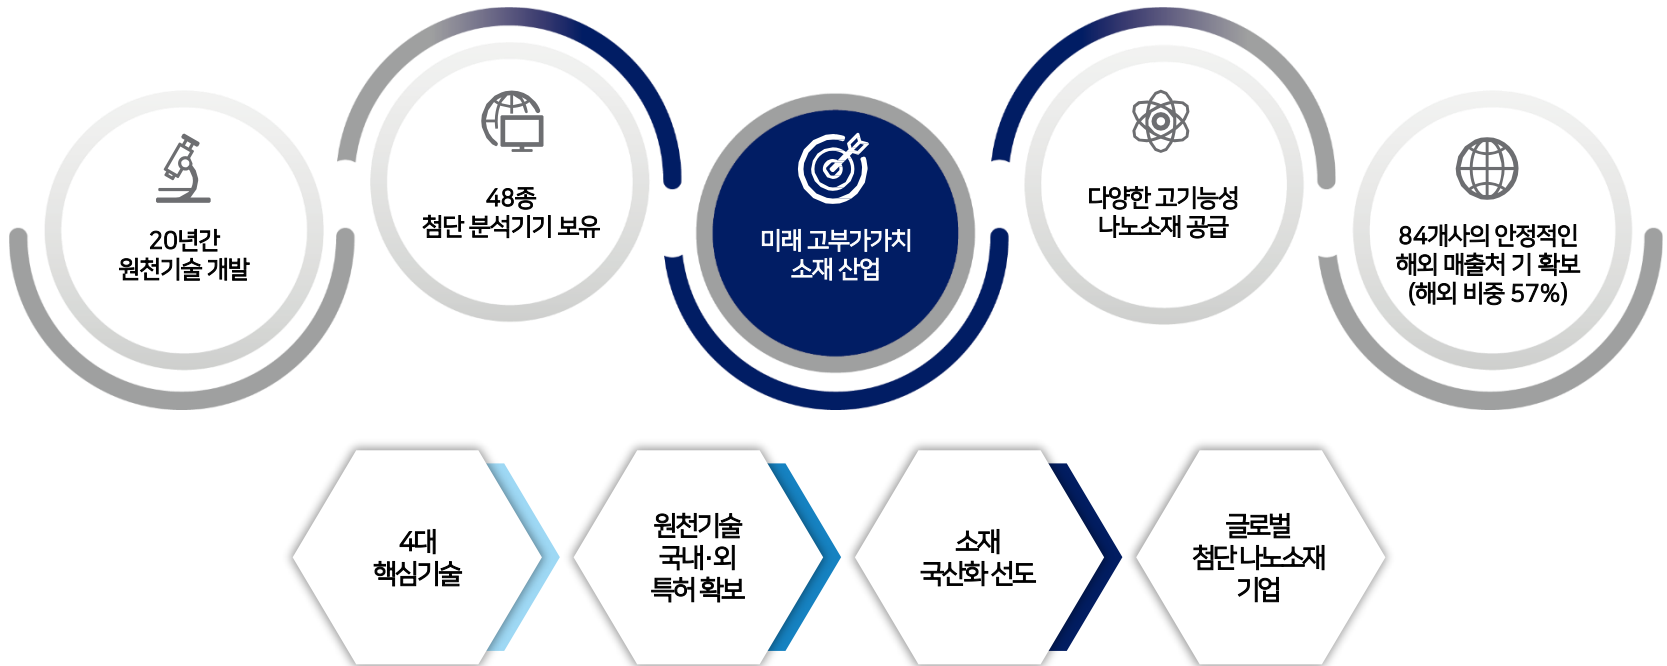 20년간
원천기술 개발
48종
첨단 분석기기 보유
미래 고부가가치
소재 산업
다양한 고기능성
나노소재 공급
84개사의 안정적인
해외 매출처 기 확보
(해외 비중 57%)
4대
핵심기술
원천기술
국내·외
특허 확보
소재
국산화 선도
글로벌
첨단 나노소재
기업